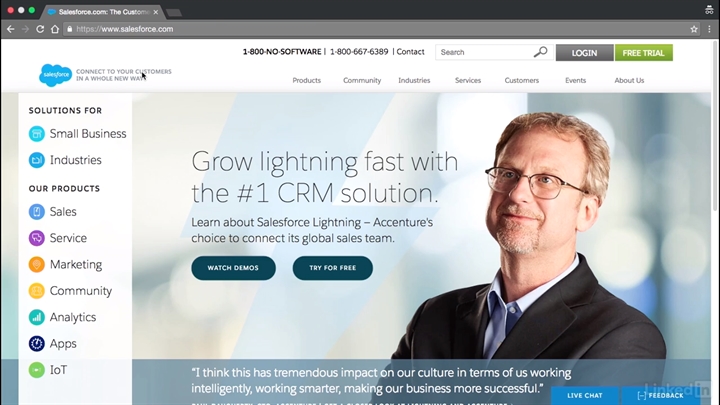 Salesforce.com: The Custome
https://www.salesforce.com
1-800-NO-SOFTWARE | 1-800-667-6389 | Contact
Search
LOGIN
FREE TRIAL
salesforce
CONNECT TO YOUR CUSTOMERS
IN A WHOLE NEW WAY
Products
Community
Industries
Services
Customers
Events
About Us
SOLUTIONS FOR
Small Business
Industries
OUR PRODUCTS
Sales
Service
Marketing
Community
Analytics
Apps
IoT
Grow lightning fast with
the #1 CRM solution.
Learn about Salesforce Lightning – Accenture's
choice to connect its global sales team.
WATCH DEMOS
TRY FOR FREE
“I think this has tremendous impact on our culture in terms of us working
intelligently, working smarter, making our business more successful.”
LIVE CHAT
FEEDBACK
LinkedIn